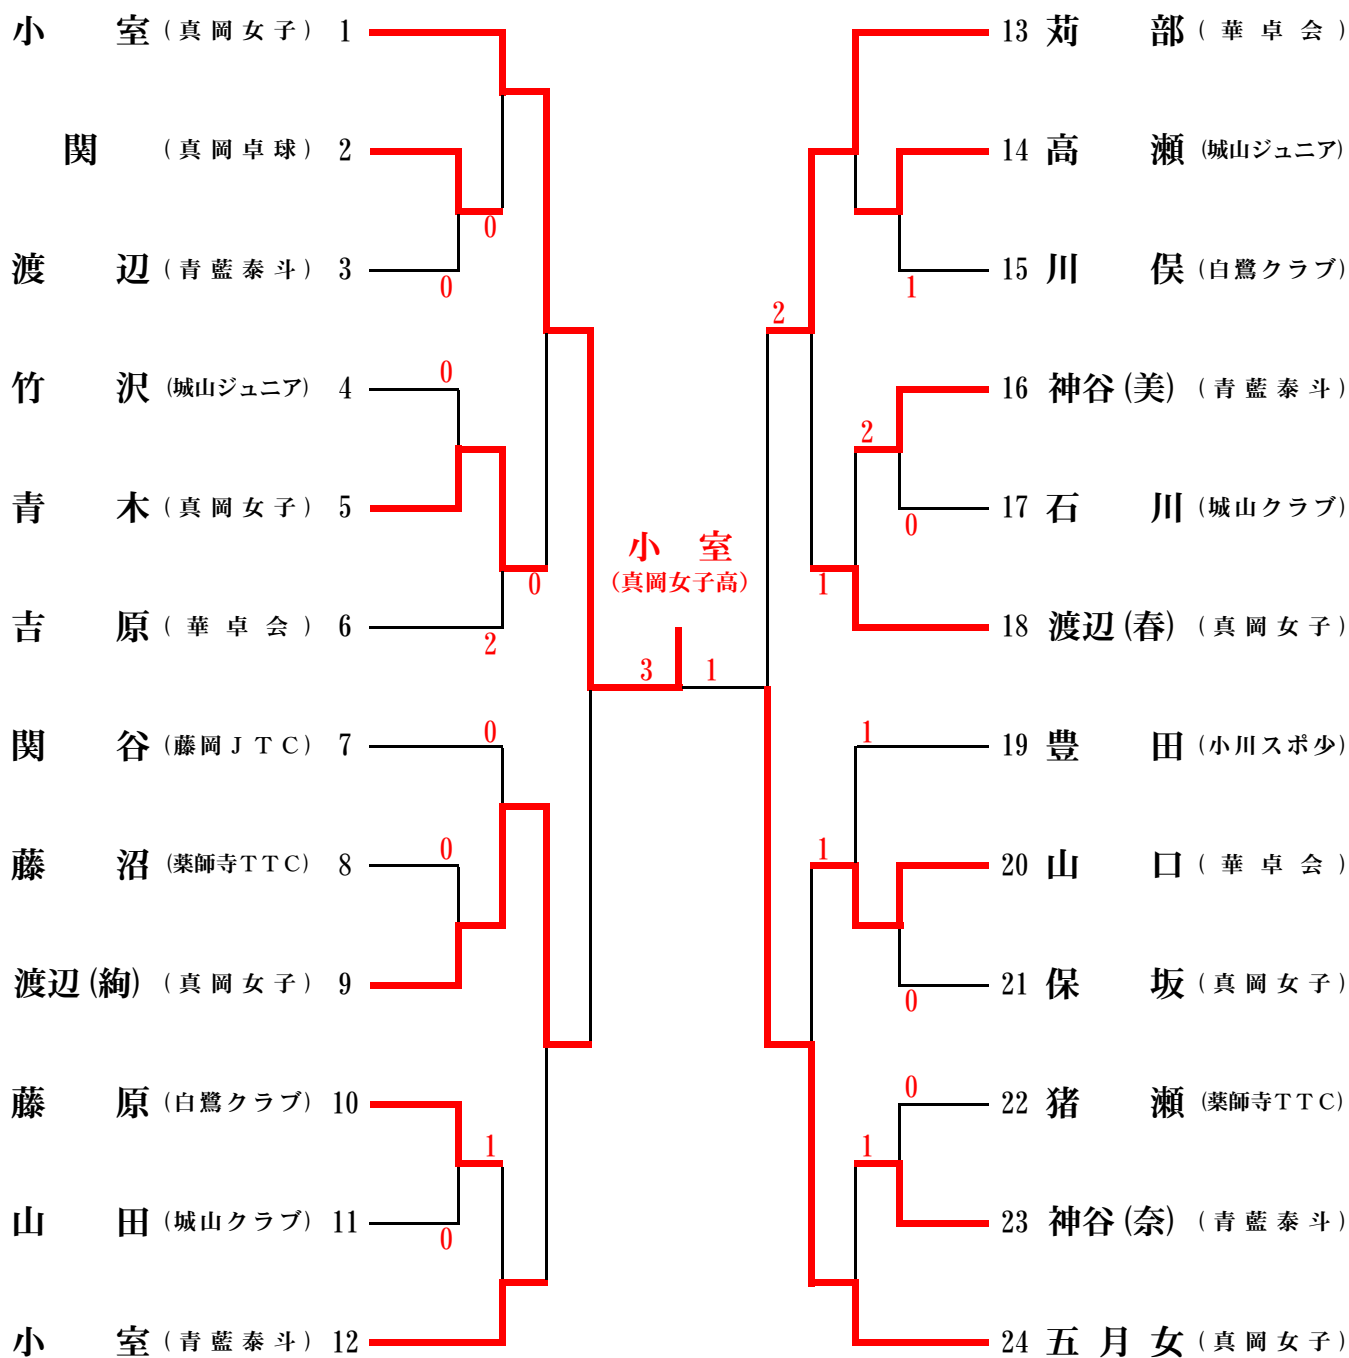 小室 (真岡女子) 1
0
関 (真岡卓球) 2
0
渡辺 (青藍泰斗) 3
0
竹沢 (城山ジュニア) 4
青木 (真岡女子) 5
0
吉原 (華卓会) 6
2
関谷 (藤岡ＪＴＣ) 7
0
藤沼 (薬師寺ＴＴＣ) 8
0
渡辺(絢) (真岡女子) 9
藤原 (白鷺クラブ) 10
1
山田 (城山クラブ) 11
0
小室 (青藍泰斗) 12
小室
(真岡女子高)
3 1
13 苅部 (華卓会)
14 高瀬 (城山ジュニア)
15 川俣 (白鷺クラブ)
1
2
16 神谷(美) (青藍泰斗)
2
17 石川 (城山クラブ)
0
1
18 渡辺(春) (真岡女子)
19 豊田 (小川スポ少)
1
1
20 山口 (華卓会)
21 保坂 (真岡女子)
0
22 猪瀬 (薬師寺ＴＴＣ)
0
1
23 神谷(奈) (青藍泰斗)
24 五月女 (真岡女子)